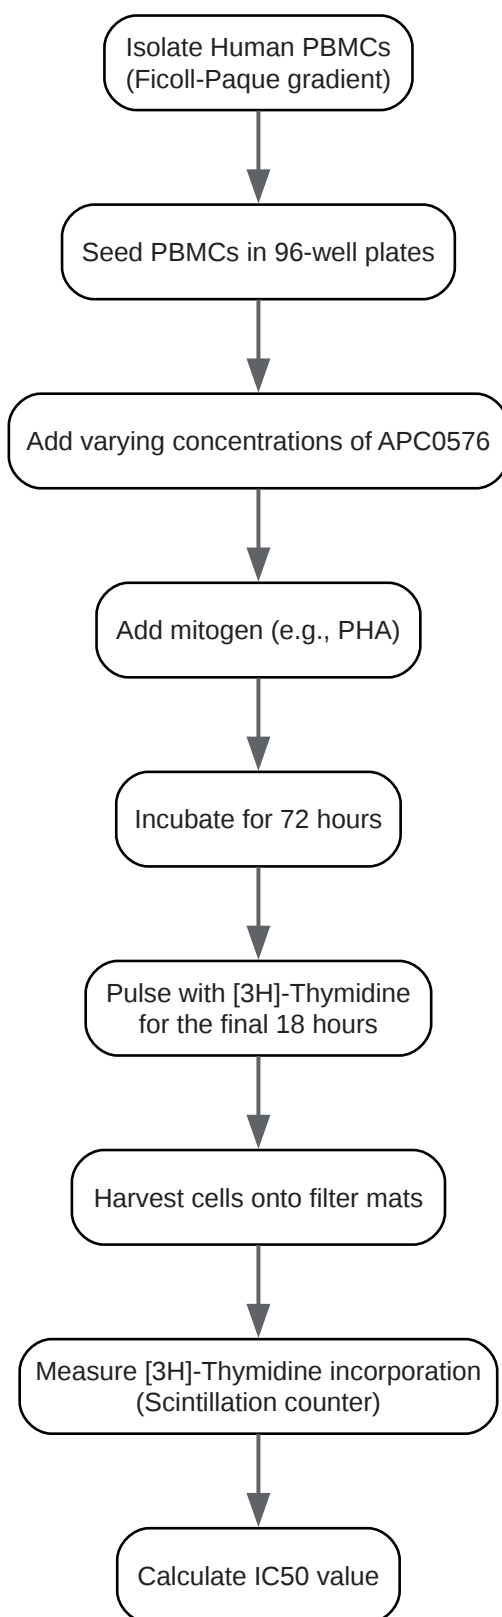 Isolate Human PBMCs
(Ficoll-Paque gradient)
Seed PBMCs in 96-well plates
Add varying concentrations of APC0576
Add mitogen (e.g., PHA)
Incubate for 72 hours
Pulse with [3H]-Thymidine
for the final 18 hours
Harvest cells onto filter mats
Measure [3H]-Thymidine incorporation
(Scintillation counter)
Calculate IC50 value